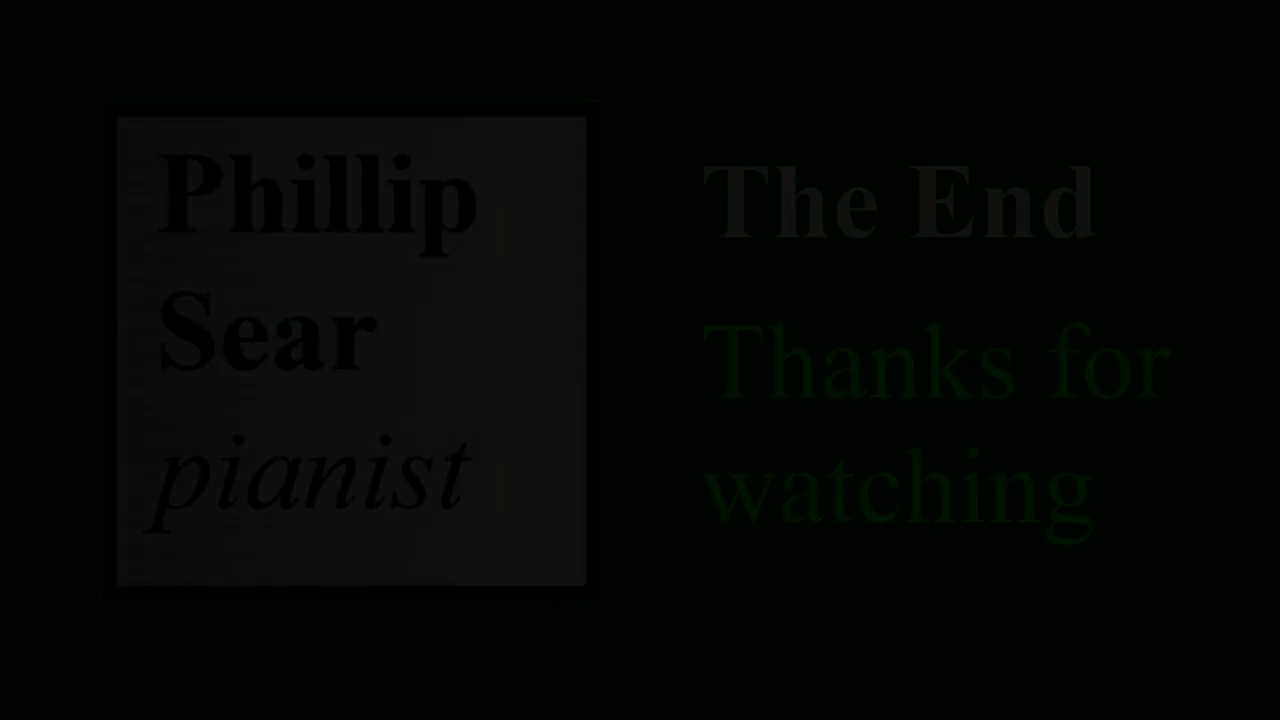 Phillip
Sear
pianist
The End
Thanks for
watching